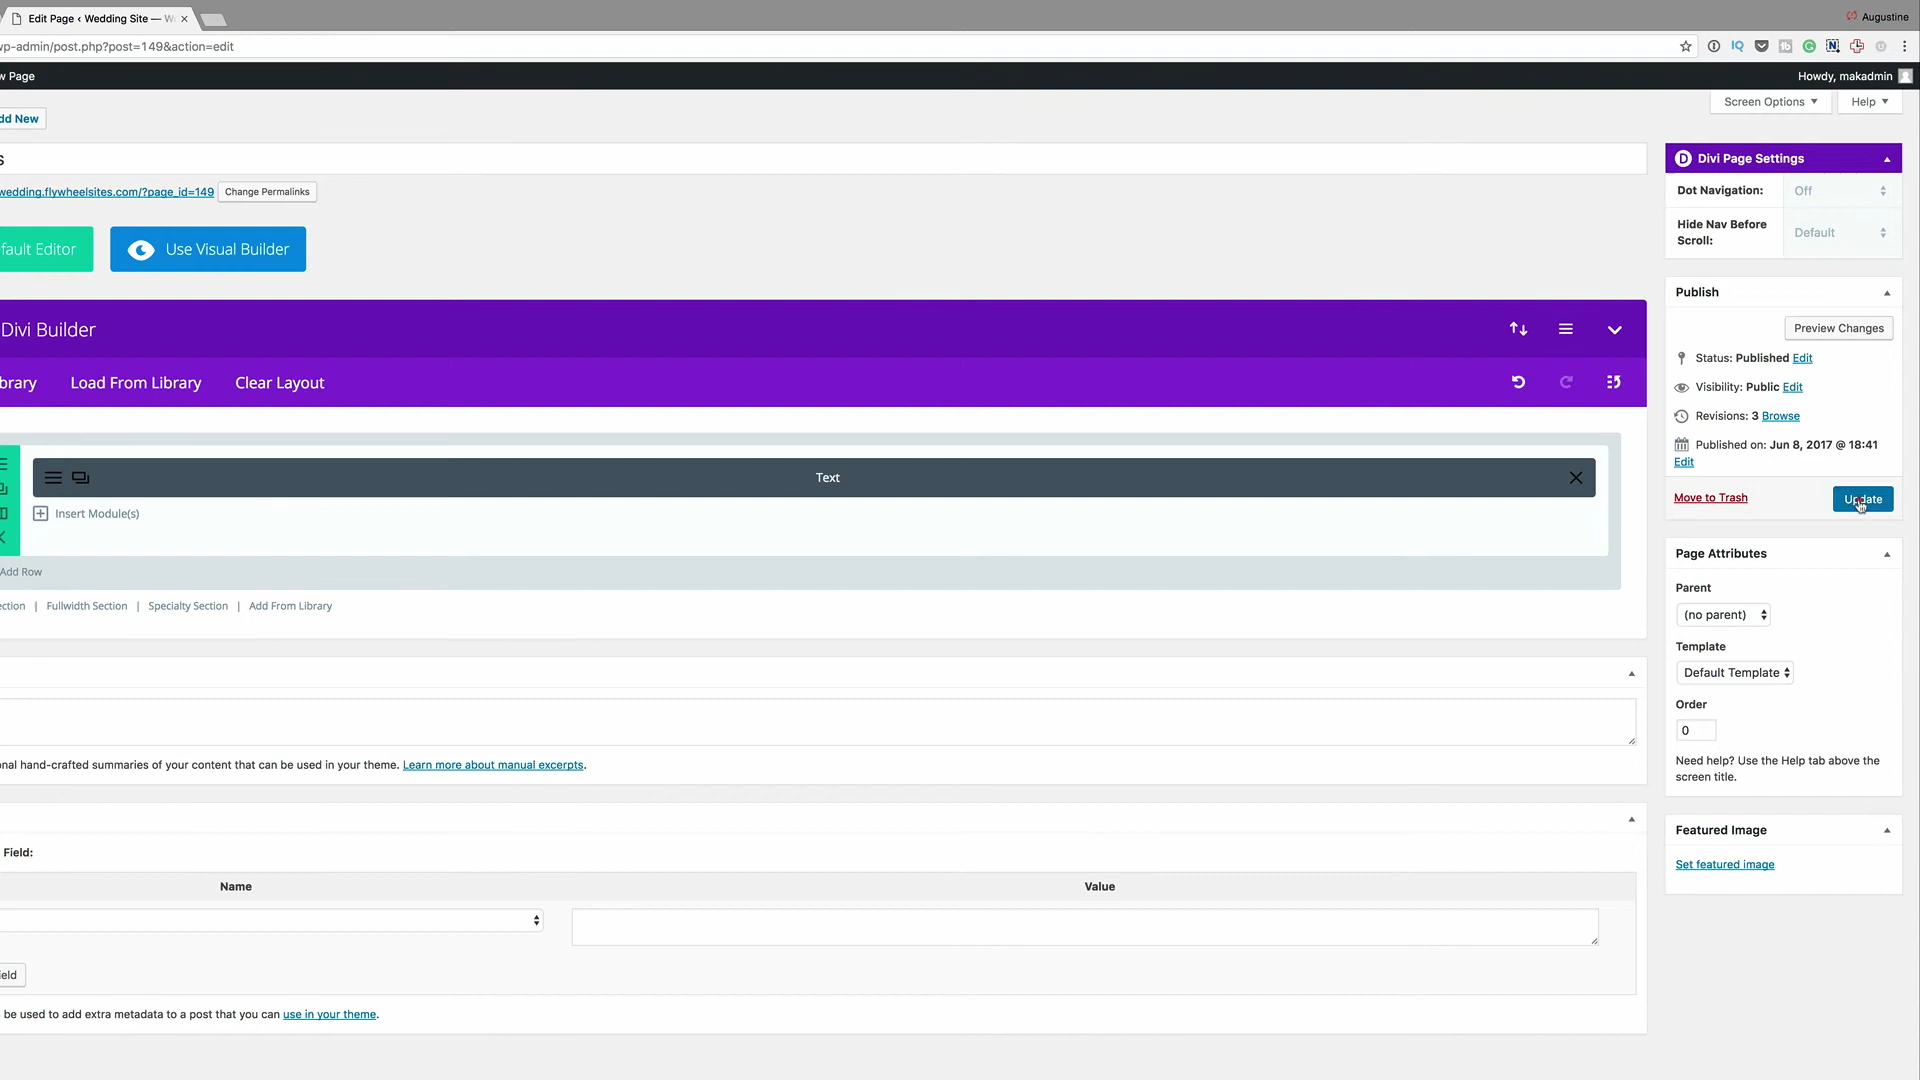 Edit Page ‹ Wedding Site — W
Augustine
wp-admin/post.php?post=149&action=edit
w Page
Howdy, makadmin
Screen Options
Help
dd New
s
wedding.flywheelsites.com/?page_id=149
Change Permalinks
fault Editor
Use Visual Builder
Divi Builder
brary
Load From Library
Clear Layout
Text
Insert Module(s)
Add Row
ection | Fullwidth Section | Specialty Section | Add From Library
onal hand-crafted summaries of your content that can be used in your theme. Learn more about manual excerpts.
Field:
Name
Value
ield
be used to add extra metadata to a post that you can use in your theme.
Divi Page Settings
Dot Navigation:
Off
Hide Nav Before
Scroll:
Default
Publish
Preview Changes
Status: Published Edit
Visibility: Public Edit
Revisions: 3 Browse
Published on: Jun 8, 2017 @ 18:41
Edit
Move to Trash
Update
Page Attributes
Parent
(no parent)
Template
Default Template
Order
0
Need help? Use the Help tab above the
screen title.
Featured Image
Set featured image